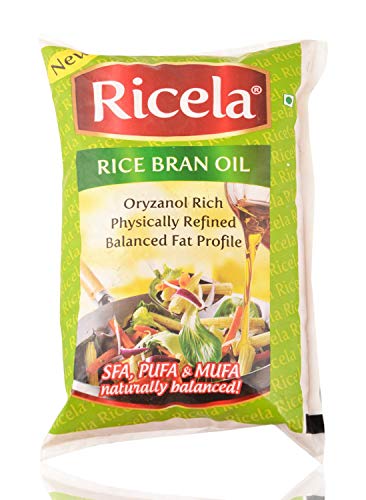 New
Ricela®
RICE BRAN OIL
Oryzanol Rich
Physically Refined
Balanced Fat Profile
SFA, PUFA & MUFA
naturally balanced!